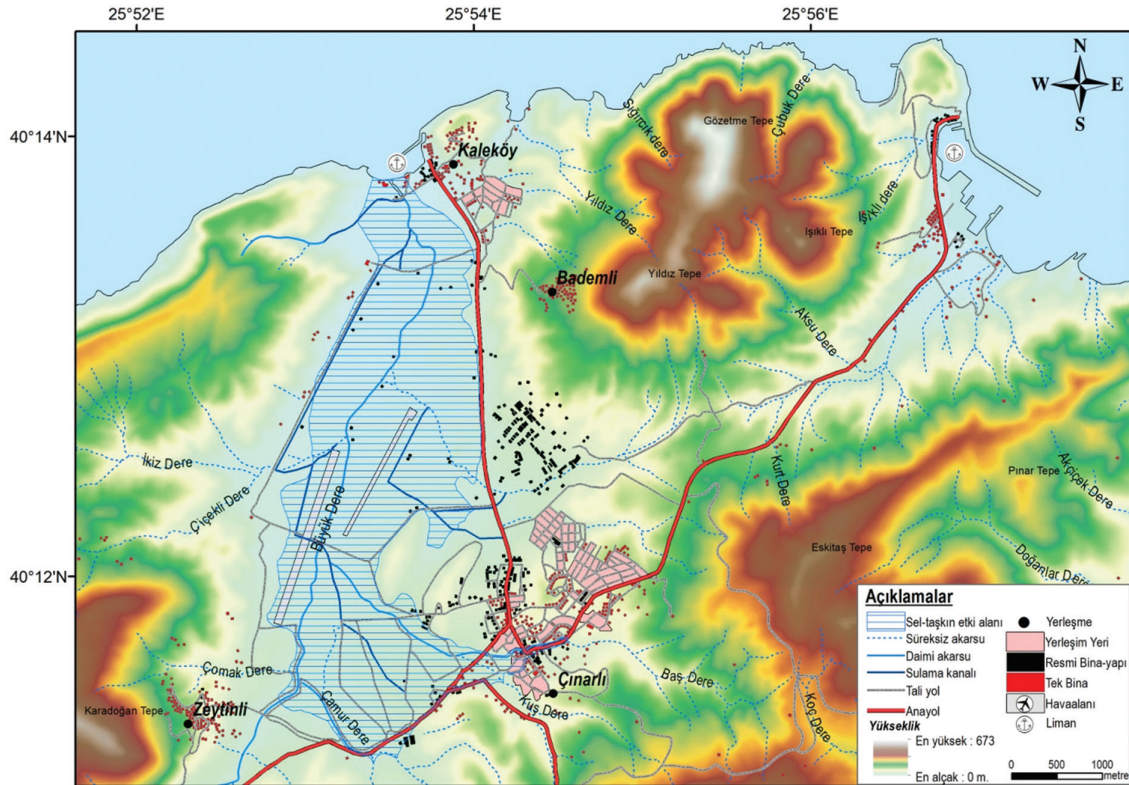 25°52'E
25°54'E
25°56'E
N
W
E
S
40°14'N
40°12'N
Kaleköy
Sığırcık dere
Gözetme Tepe
Çubuk Dere
Yıldız Dere
Işıklı dere
Işıklı Tepe
Bademli
Yıldız Tepe
Aksu Dere
İkiz Dere
Çiçekli Dere
Büyük Dere
Kurt Dere
Pınar Tepe
Akçiçek Dere
Eskitaş Tepe
Doğanlar Dere
Çomak Dere
Karadoğan Tepe
Zeytinli
Çamur Dere
Çınarlı
Kuş Dere
Baş Dere
Koç Dere
Açıklamalar
Sel-taşkın etki alanı
Süreksiz akarsu
Daimi akarsu
Sulama kanalı
Tali yol
Anayol
Yükseklik
En yüksek : 673
En alçak : 0 m.
Yerleşme
Yerleşim Yeri
Resmi Bina-yapı
Tek Bina
Havaalanı
Liman
0 500 1000
metre